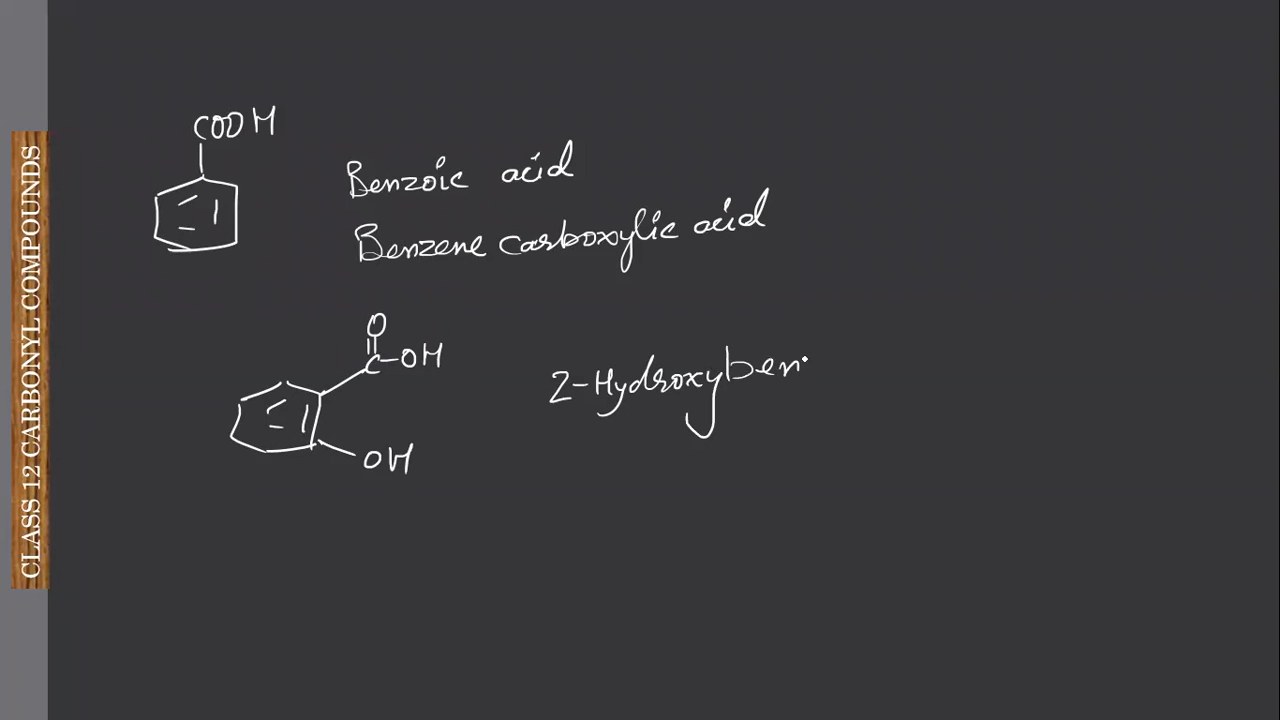 CLASS 12 CARBONYL COMPOUNDS
COOH
Benzoic acid
Benzene carboxylic acid
O
C-OH
OH
2-Hydroxyben